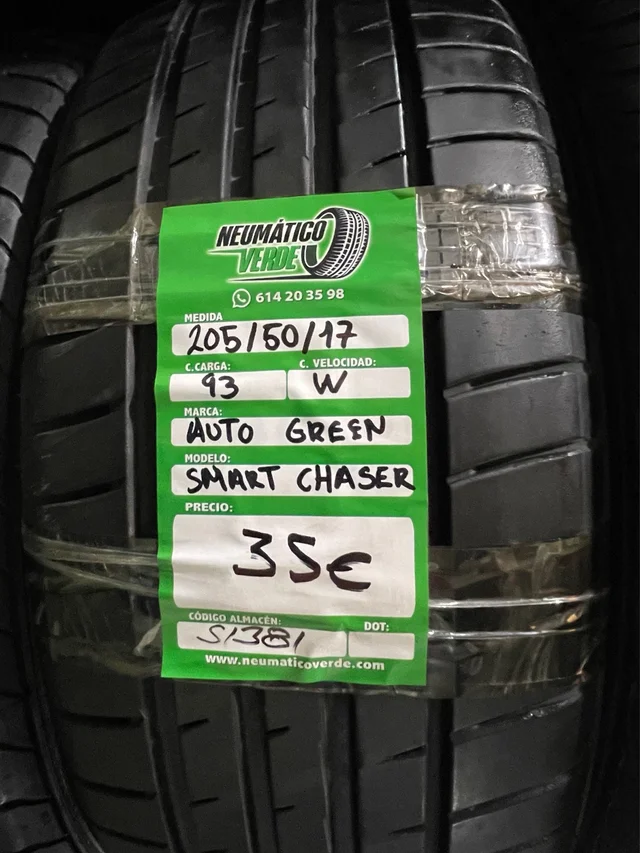 NEUMÁTICO
VERDE
614 20 35 98
MEDIDA
205/50/17
C.CARGA: C. VELOCIDAD:
93 W
MARCA:
AUTO GREEN
MODELO:
SMART CHASER
PRECIO:
35€
CÓDIGO ALMACÉN: DOT:
S1381
www.neumaticoverde.com